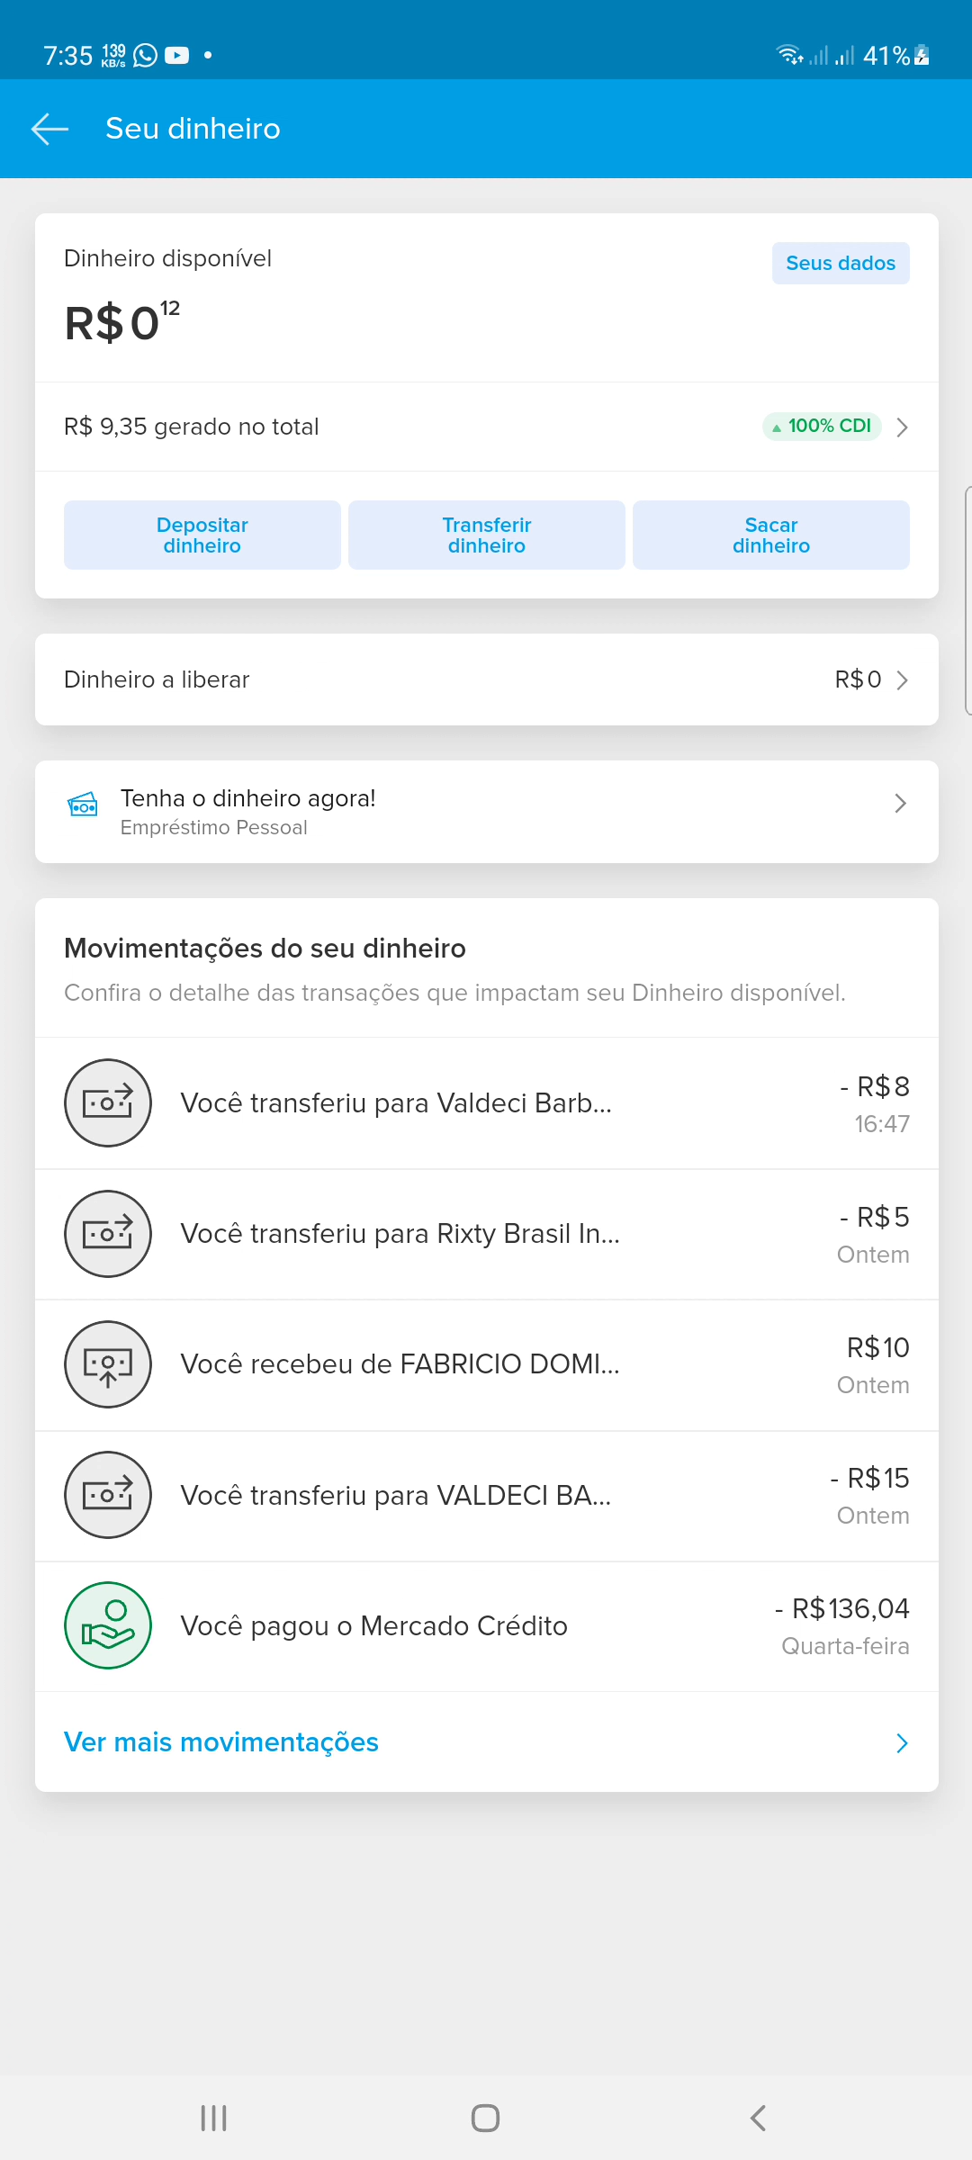 7:35 139 KB/s 41%
Seu dinheiro
Dinheiro disponível
Seus dados
R$ 0 12
R$ 9,35 gerado no total
100% CDI
Depositar dinheiro
Transferir dinheiro
Sacar dinheiro
Dinheiro a liberar
R$ 0
Tenha o dinheiro agora!
Empréstimo Pessoal
Movimentações do seu dinheiro
Confira o detalhe das transações que impactam seu Dinheiro disponível.
Você transferiu para Valdeci Barb...
- R$ 8
16:47
Você transferiu para Rixty Brasil In...
- R$ 5
Ontem
Você recebeu de FABRICIO DOMI...
R$ 10
Ontem
Você transferiu para VALDECI BA...
- R$ 15
Ontem
Você pagou o Mercado Crédito
- R$ 136,04
Quarta-feira
Ver mais movimentações